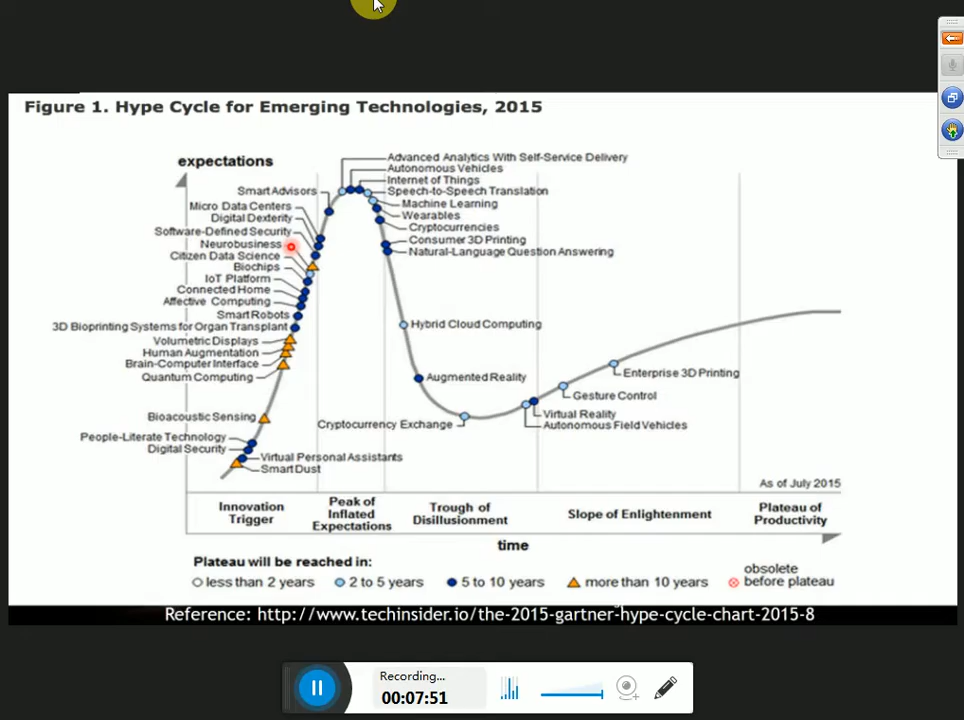 Figure 1. Hype Cycle for Emerging Technologies, 2015
expectations
Advanced Analytics With Self-Service Delivery
Autonomous Vehicles
Internet of Things
Speech-to-Speech Translation
Machine Learning
Wearables
Cryptocurrencies
Consumer 3D Printing
Natural-Language Question Answering
Smart Advisors
Micro Data Centers
Digital Dexterity
Software-Defined Security
Neurobusiness
Citizen Data Science
Biochips
IoT Platform
Connected Home
Affective Computing
Smart Robots
3D Bioprinting Systems for Organ Transplant
Volumetric Displays
Human Augmentation
Brain-Computer Interface
Quantum Computing
Bioacoustic Sensing
People-Literate Technology
Digital Security
Virtual Personal Assistants
Smart Dust
Hybrid Cloud Computing
Augmented Reality
Cryptocurrency Exchange
Enterprise 3D Printing
Gesture Control
Virtual Reality
Autonomous Field Vehicles
As of July 2015
Innovation
Trigger
Peak of
Inflated
Expectations
Trough of
Disillusionment
Slope of Enlightenment
Plateau of
Productivity
time
Plateau will be reached in:
less than 2 years
2 to 5 years
5 to 10 years
more than 10 years
obsolete
before plateau
Reference: http://www.techinsider.io/the-2015-gartner-hype-cycle-chart-2015-8
Recording...
00:07:51